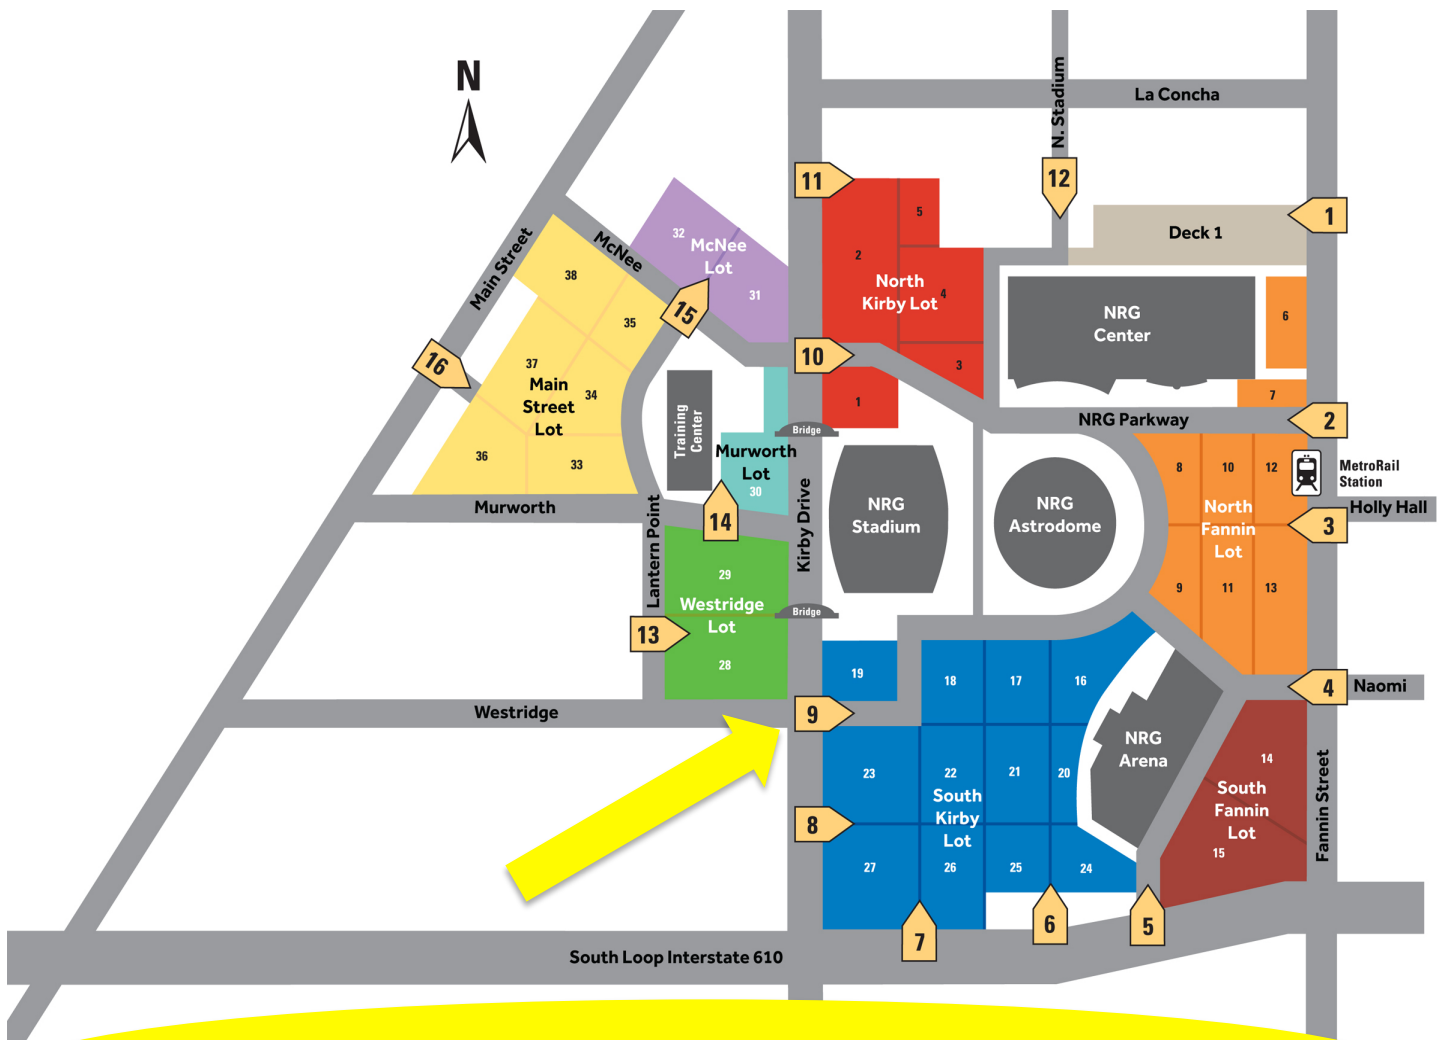 N
La Concha
N. Stadium
11
12
1
5
Deck 1
2
32
McNee
Lot
31
McNee
Main Street
38
15
35
16
37
Main
Street
Lot
34
36
33
North
Kirby Lot
4
3
10
1
NRG
Center
6
7
NRG Parkway
2
Bridge
Training
Center
Murworth
Lot
30
14
Murworth
Lantern Point
Kirby Drive
NRG
Stadium
NRG
Astrodome
8
10
12
North
Fannin
Lot
9
11
13
MetroRail
Station
Holly Hall
3
29
Westridge
Lot
28
13
Bridge
Westridge
9
19
18
17
16
4
Naomi
NRG
Arena
23
22
21
20
South
Kirby
Lot
8
27
26
25
24
14
South
Fannin
Lot
15
Fannin Street
7
6
5
South Loop Interstate 610